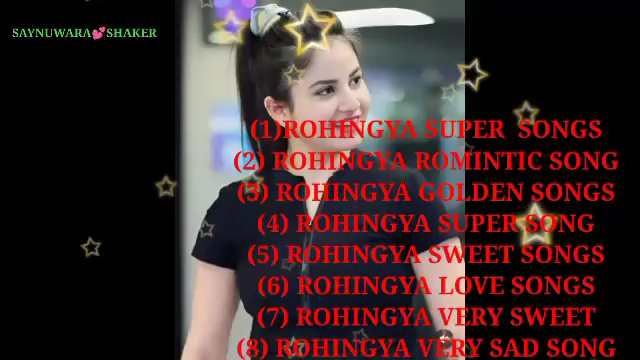 SAYNUWARA💕SHAKER
(1)ROHINGYA SUPER SONGS
(2) ROHINGYA ROMINTIC SONG
(3) ROHINGYA GOLDEN SONGS
(4) ROHINGYA SUPER SONG
(5) ROHINGYA SWEET SONGS
(6) ROHINGYA LOVE SONGS
(7) ROHINGYA VERY SWEET
(8) ROHINGYA VERY SAD SONG